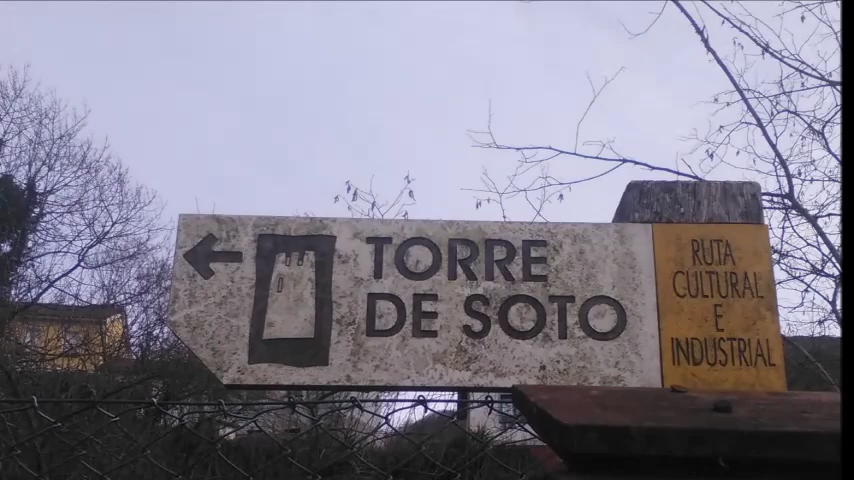 TORRE
DE SOTO
RUTA
CULTURAL
E
INDUSTRIAL